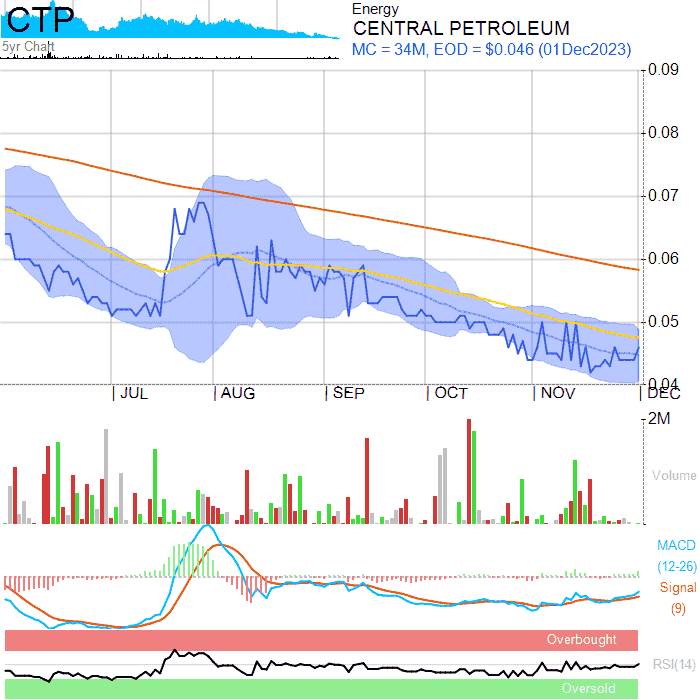 CTP
5yr Chart
Energy
CENTRAL PETROLEUM
MC = 34M, EOD = $0.046 (01Dec2023)
0.09
0.08
0.07
0.06
0.05
0.04
JUL AUG SEP OCT NOV DEC
2M
Volume
MACD
(12-26)
Signal
(9)
Overbought
RSI(14)
Oversold